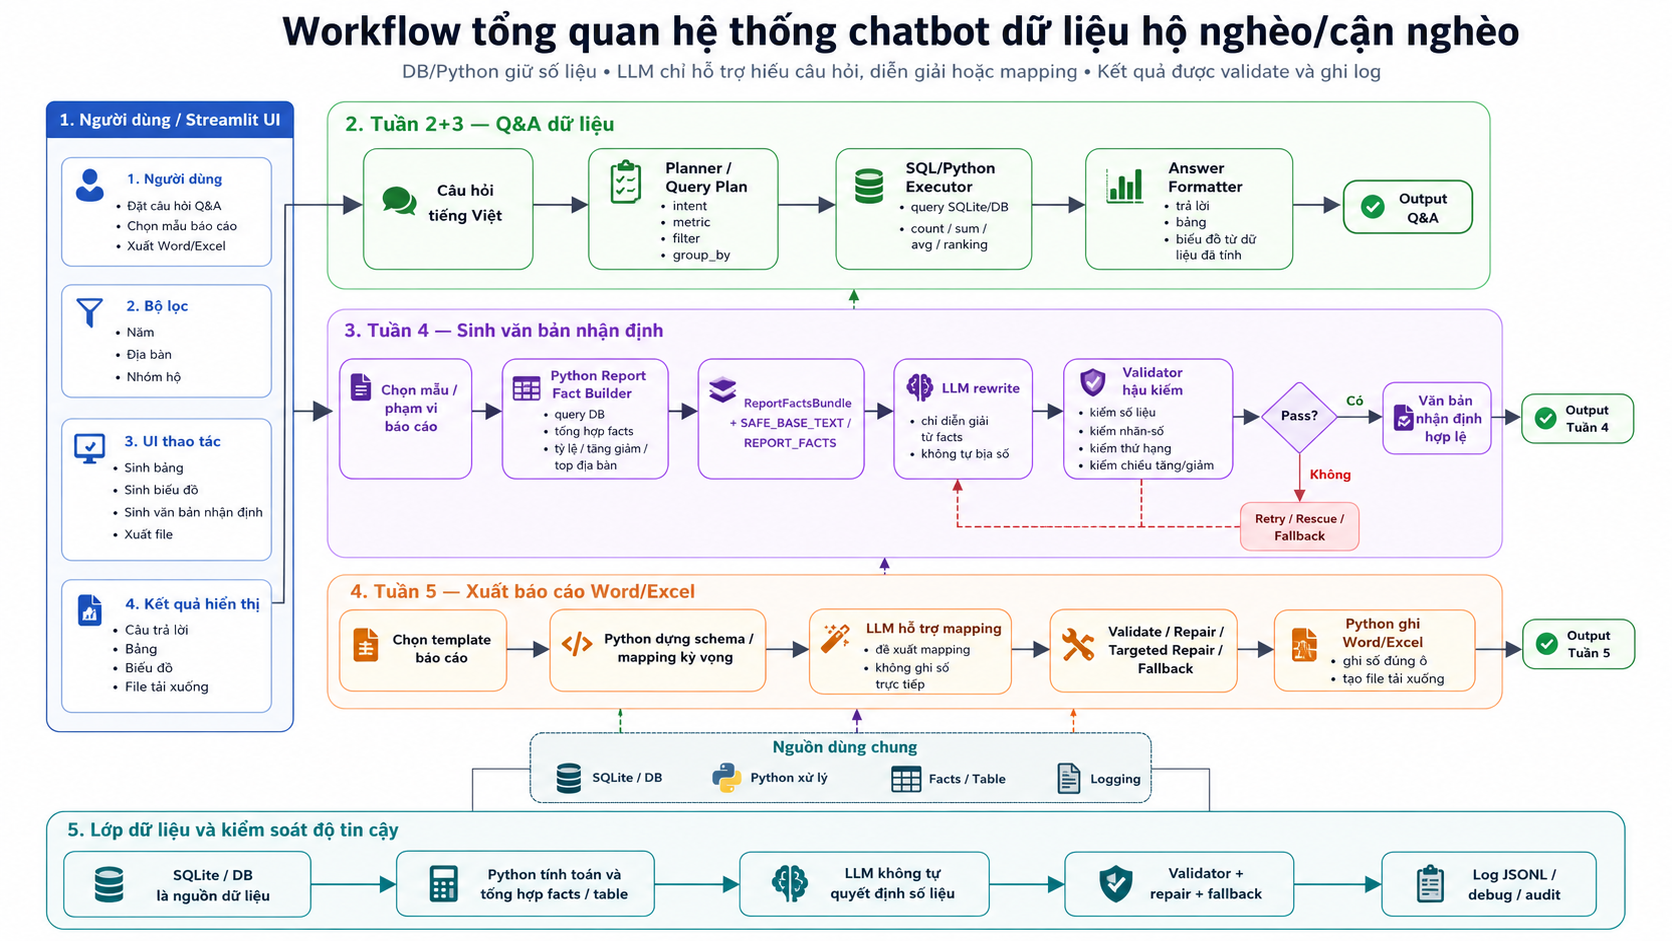 Workflow tổng quan hệ thống chatbot dữ liệu hộ nghèo/cận nghèo
DB/Python giữ số liệu • LLM chỉ hỗ trợ hiểu câu hỏi, diễn giải hoặc mapping • Kết quả được validate và ghi log
1. Người dùng / Streamlit UI
1. Người dùng
• Đặt câu hỏi Q&A
• Chọn mẫu báo cáo
• Xuất Word/Excel
2. Bộ lọc
• Năm
• Địa bàn
• Nhóm hộ
3. UI thao tác
• Sinh bảng
• Sinh biểu đồ
• Sinh văn bản nhận định
• Xuất file
4. Kết quả hiển thị
• Câu trả lời
• Bảng
• Biểu đồ
• File tải xuống
2. Tuần 2+3 — Q&A dữ liệu
Câu hỏi
tiếng Việt
Planner /
Query Plan
• intent
• metric
• filter
• group_by
SQL/Python
Executor
• query SQLite/DB
• count / sum /
avg / ranking
Answer
Formatter
• trả lời
• bảng
• biểu đồ từ dữ
liệu đã tính
Output
Q&A
3. Tuần 4 — Sinh văn bản nhận định
Chọn mẫu /
phạm vi
báo cáo
Python Report
Fact Builder
• query DB
• tổng hợp facts
• tỷ lệ / tăng giảm /
top địa bàn
ReportFactsBundle
+ SAFE_BASE_TEXT /
REPORT_FACTS
LLM rewrite
• chỉ diễn giải
từ facts
• không tự bịa số
Validator
hậu kiểm
• kiểm số liệu
• kiểm nhãn-số
• kiểm thứ hạng
• kiểm chiều tăng/giảm
Pass?
Có
Không
Văn bản
nhận định
hợp lệ
Retry / Rescue /
Fallback
Output
Tuần 4
4. Tuần 5 — Xuất báo cáo Word/Excel
Chọn template
báo cáo
Python dựng schema /
mapping kỳ vọng
LLM hỗ trợ mapping
• đề xuất mapping
• không ghi số
trực tiếp
Validate / Repair /
Targeted Repair /
Fallback
Python ghi
Word/Excel
• ghi số đúng ô
• tạo file tải xuống
Output
Tuần 5
Nguồn dùng chung
SQLite / DB
Python xử lý
Facts / Table
Logging
5. Lớp dữ liệu và kiểm soát độ tin cậy
SQLite / DB
là nguồn dữ liệu
Python tính toán và
tổng hợp facts / table
LLM không tự
quyết định số liệu
Validator +
repair + fallback
Log JSONL /
debug / audit